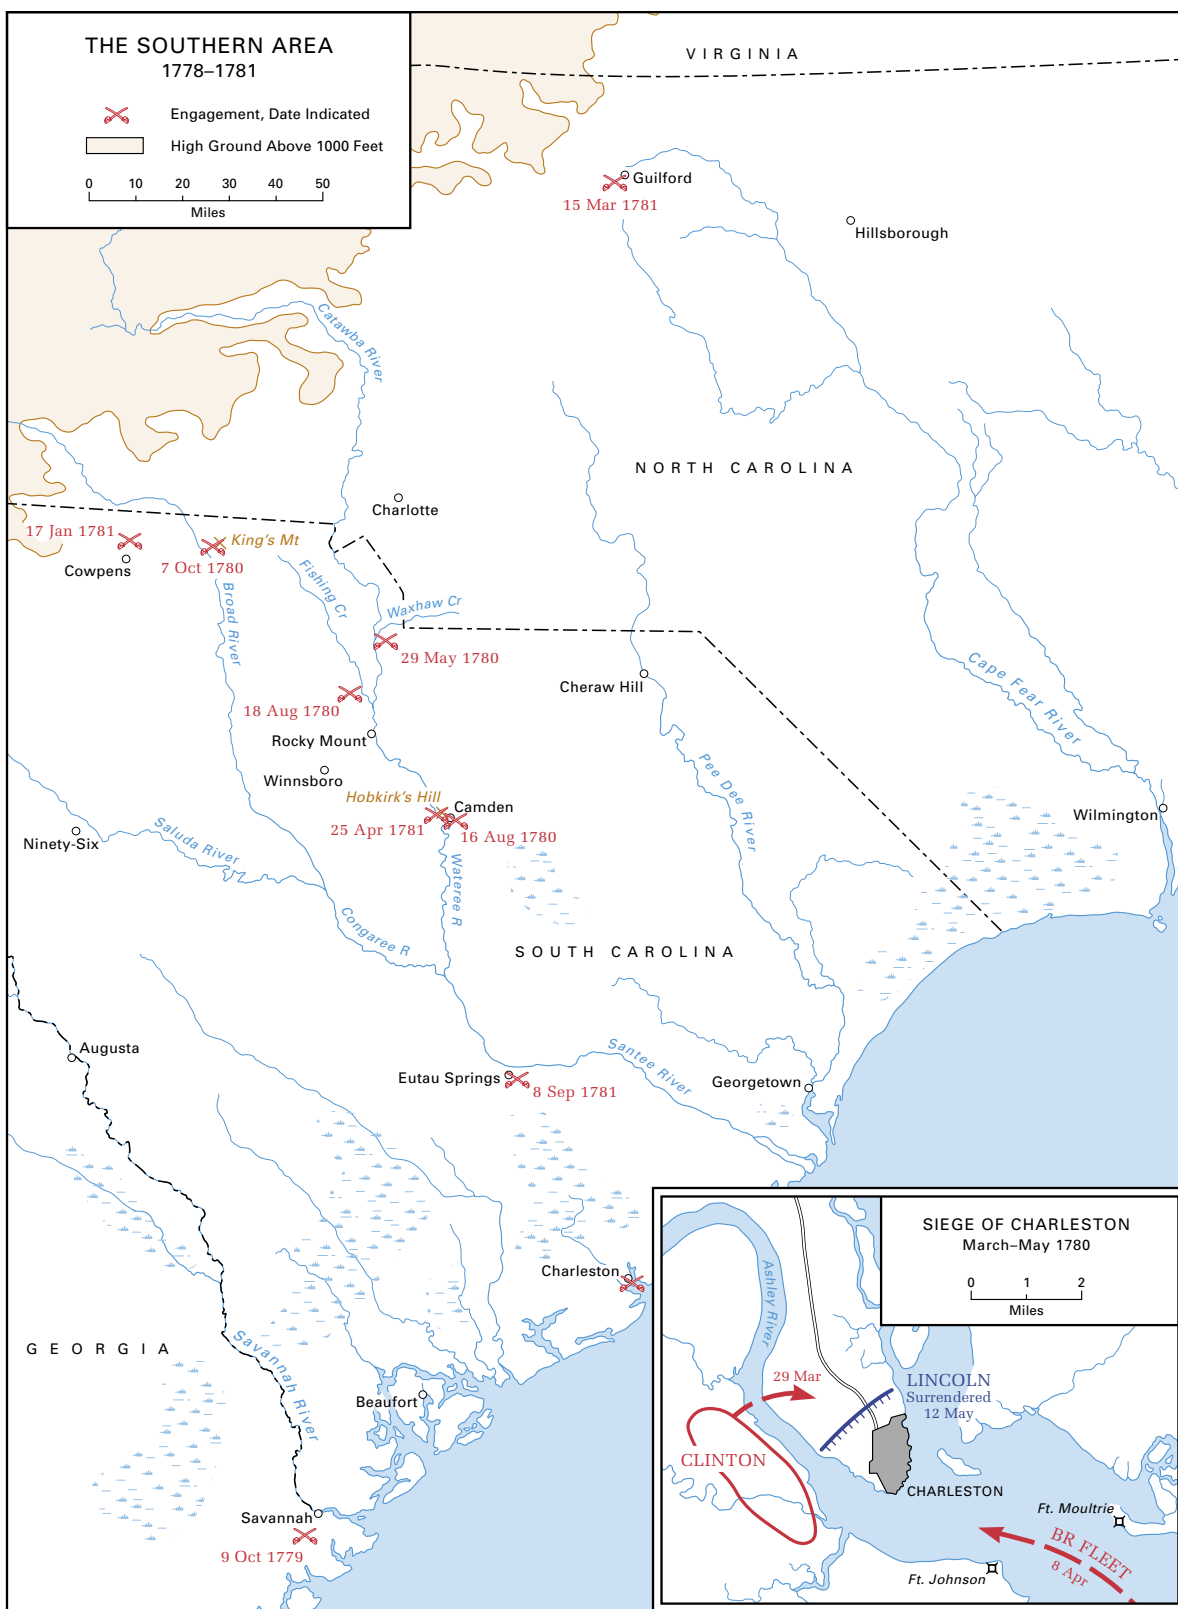 THE SOUTHERN AREA
1778–1781
Engagement, Date Indicated
High Ground Above 1000 Feet
0 10 20 30 40 50
Miles
VIRGINIA
Guilford
15 Mar 1781
Hillsborough
Catawba River
NORTH CAROLINA
Charlotte
17 Jan 1781
King's Mt
Cowpens
7 Oct 1780
Fishing Cr
Broad River
Waxhaw Cr
29 May 1780
Cape Fear River
Cheraw Hill
18 Aug 1780
Rocky Mount
Winnsboro
Pee Dee River
Hobkirk's Hill
Camden
Wilmington
25 Apr 1781
16 Aug 1780
Ninety-Six
Saluda River
Wateree R
Congaree R
SOUTH CAROLINA
Augusta
Santee River
Eutau Springs
8 Sep 1781
Georgetown
Charleston
GEORGIA
Savannah River
Beaufort
Savannah
9 Oct 1779
SIEGE OF CHARLESTON
March–May 1780
0 1 2
Miles
Ashley River
29 Mar
LINCOLN
Surrendered
12 May
CLINTON
CHARLESTON
Ft. Moultrie
BR FLEET
8 Apr
Ft. Johnson